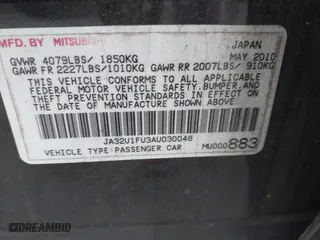 MFD. BY MITSUBISHI
JAPAN
GVWR 4079LBS/ 1850KG MAY 2010
GAWR FR 2227LBS/1010KG GAWR RR 2007LBS/ 910KG
THIS VEHICLE CONFORMS TO ALL APPLICABLE
FEDERAL MOTOR VEHICLE SAFETY, BUMPER, AND
THEFT PREVENTION STANDARDS IN EFFECT ON
THE DATE OF MANUFACTURE SHOWN ABOVE.
JA32U1FU3AU030048
VEHICLE TYPE:PASSENGER CAR MU000883
DREAMBID.COM